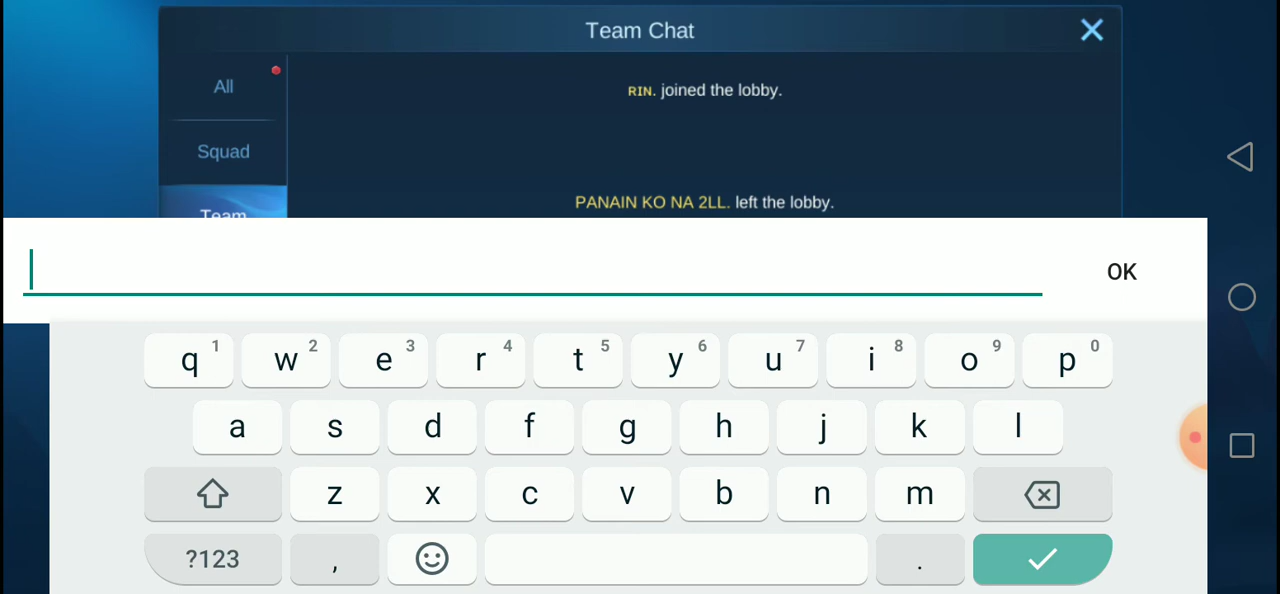 Team Chat
All
RIN. joined the lobby.
Squad
PANAIN KO NA 2LL. left the lobby.
Team
OK
q 1 w 2 e 3 r 4 t 5 y 6 u 7 i 8 o 9 p 0
a s d f g h j k l
z x c v b n m
?123 , .